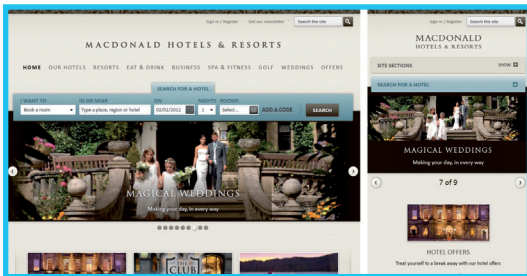 Sign in / Register Get our newsletter Search the site
MACDONALD HOTELS & RESORTS
HOME OUR HOTELS RESORTS EAT & DRINK BUSINESS SPA & FITNESS GOLF WEDDINGS OFFERS
SEARCH FOR A HOTEL
I WANT TO IN OR NEAR ON NIGHTS ROOMS
Book a room Type a place, region or hotel 02/02/2012 1 Select... ADD A CODE SEARCH
MAGICAL WEDDINGS
Making your day, in every way
THE
CLUB
Sign in / Register Get our newsletter Search the site
MACDONALD
HOTELS & RESORTS
SITE SECTIONS SHOW
SEARCH FOR A HOTEL
MAGICAL WEDDINGS
Making your day, in every way
7 of 9
HOTEL OFFERS
Treat yourself to a break away with our hotel offers